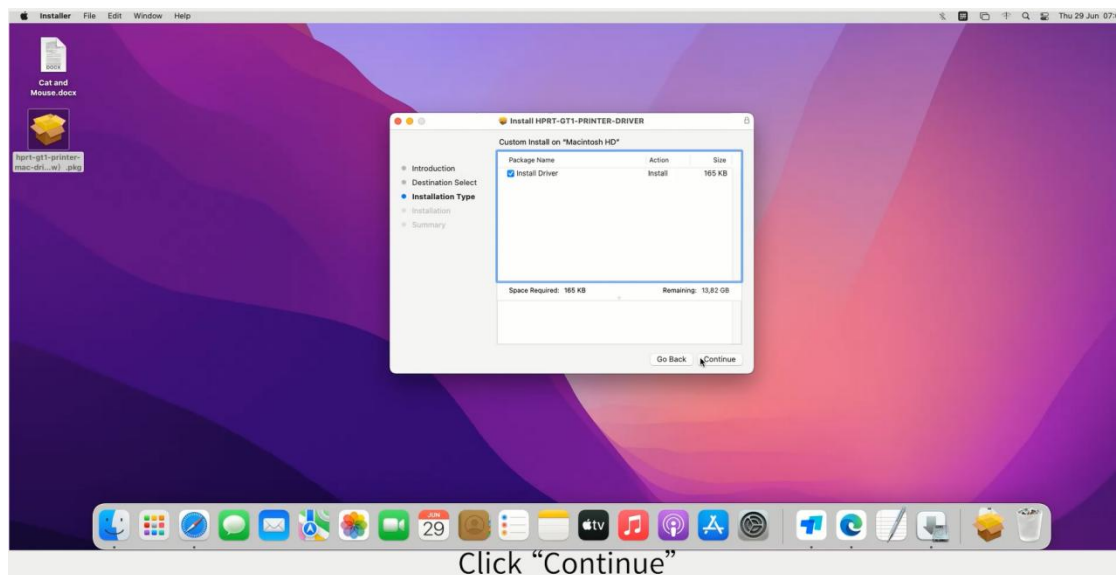 Installer File Edit Window Help
Thu 29 Jun 07:
DOCX
Cat and
Mouse.docx
hprt-gt1-printer-
mac-dri...w) .pkg
Install HPRT-GT1-PRINTER-DRIVER
Custom Install on "Macintosh HD"
Introduction
Destination Select
Installation Type
Installation
Summary
Package Name Action Size
Install Driver Install 165 KB
Space Required: 165 KB Remaining: 13,82 GB
Go Back Continue
JUN
29
tv
Click “Continue”